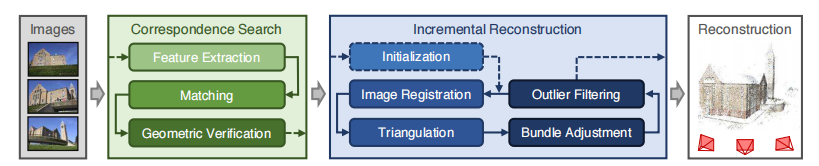 Images
Correspondence Search
Feature Extraction
Matching
Geometric Verification
Incremental Reconstruction
Initialization
Image Registration
Outlier Filtering
Triangulation
Bundle Adjustment
Reconstruction